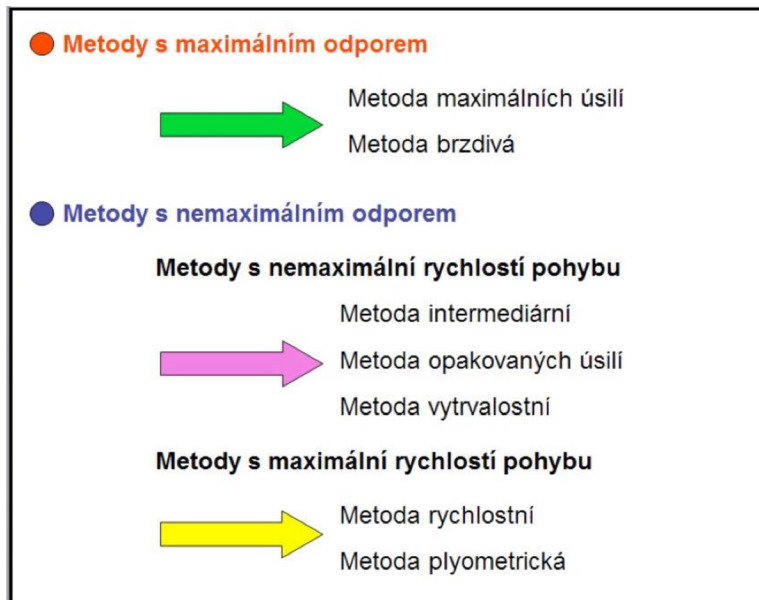 Metody s maximálním odporem
Metoda maximálních úsilí
Metoda brzdivá
Metody s nemaximálním odporem
Metody s nemaximální rychlostí pohybu
Metoda intermediární
Metoda opakovaných úsilí
Metoda vytrvalostní
Metody s maximální rychlostí pohybu
Metoda rychlostní
Metoda plyometrická